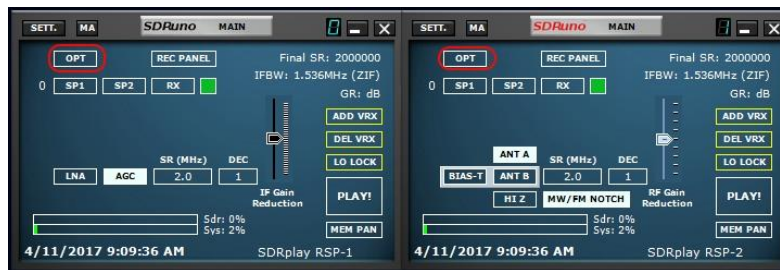 SETT. MA SDRuno MAIN
OPT REC PANEL Final SR: 2000000
IFBW: 1.536MHz (ZIF)
0 SP1 SP2 RX GR: dB
ADD VRX
DEL VRX
SR (MHz) DEC LO LOCK
LNA AGC 2.0 1
IF Gain
Reduction
PLAY!
Sdr: 0%
Sys: 2% MEM PAN
4/11/2017 9:09:36 AM SDRplay RSP-1
SETT. MA SDRuno MAIN
OPT REC PANEL Final SR: 2000000
IFBW: 1.536MHz (ZIF)
0 SP1 SP2 RX GR: dB
ADD VRX
DEL VRX
ANT A SR (MHz) DEC LO LOCK
BIAS-T ANT B 2.0 1
HI Z MW/FM NOTCH RF Gain
Reduction
PLAY!
Sdr: 0%
Sys: 2% MEM PAN
4/11/2017 9:09:36 AM SDRplay RSP-2